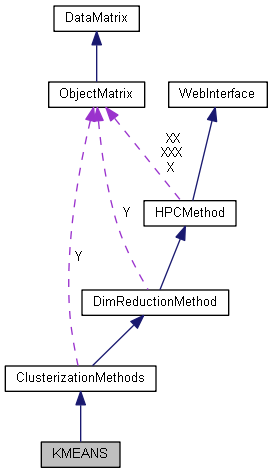 DataMatrix
ObjectMatrix
WebInterface
XX
XXX
X
HPCMethod
Y
Y
DimReductionMethod
ClusterizationMethods
KMEANS